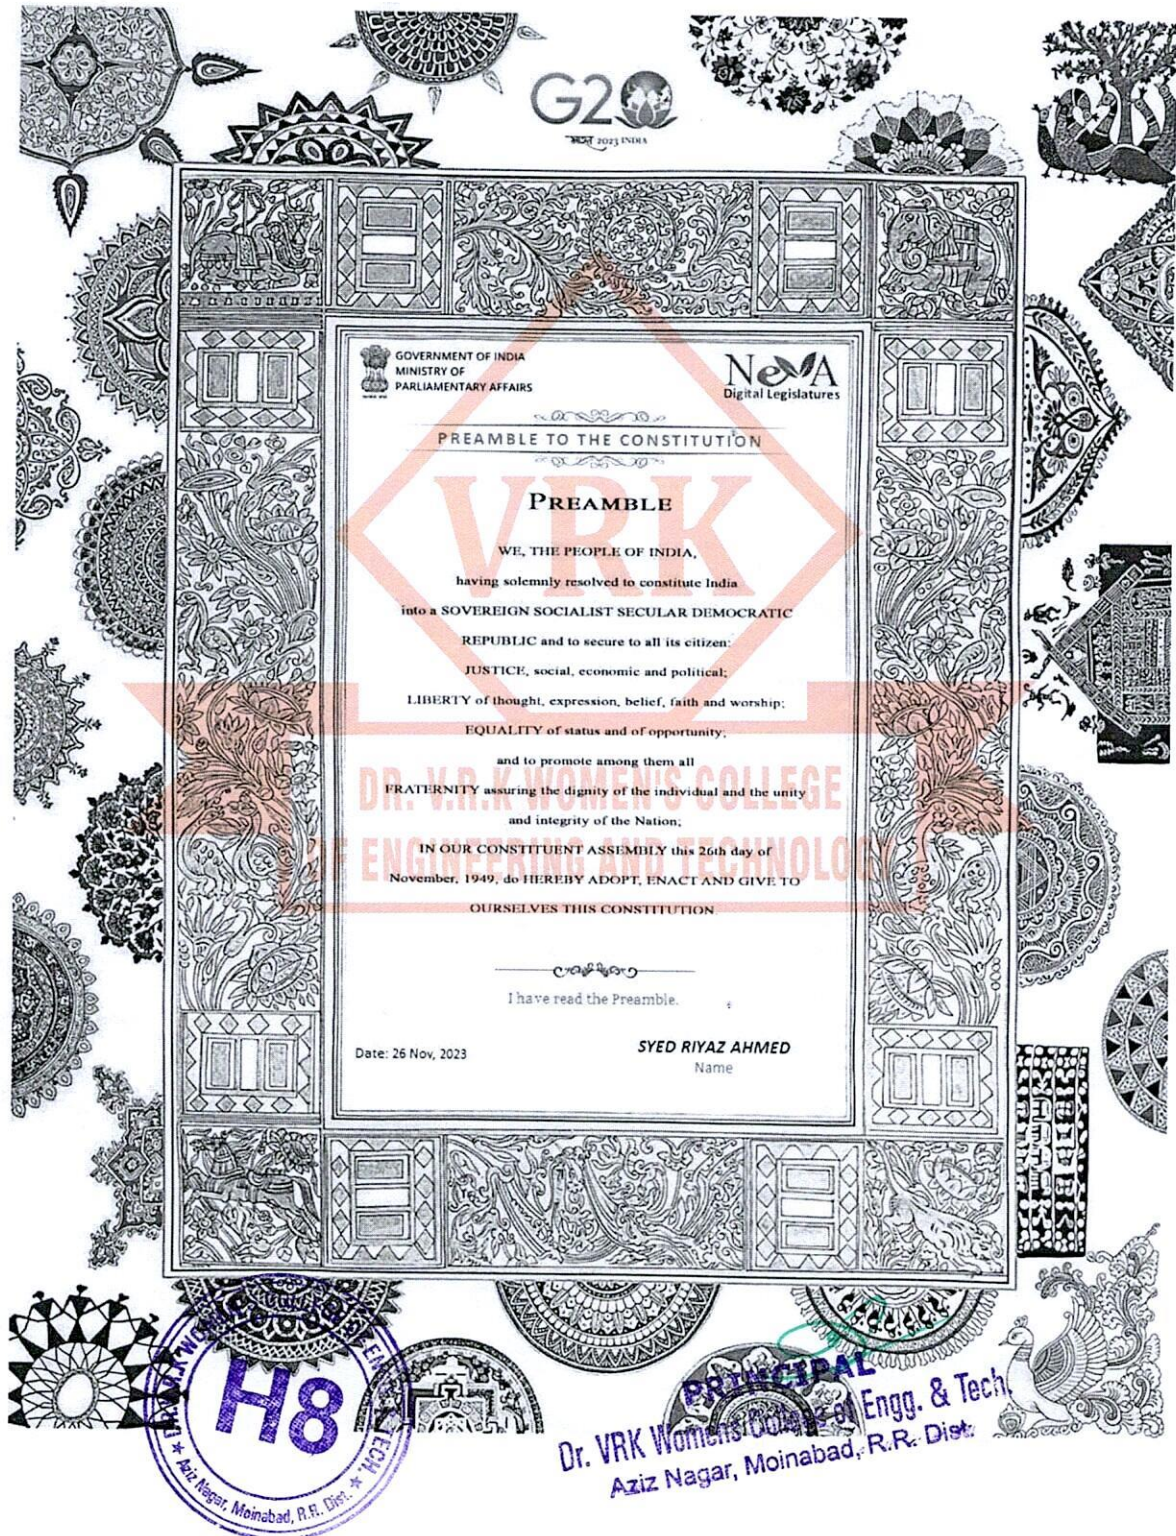 G20
भारत 2023 INDIA
GOVERNMENT OF INDIA
MINISTRY OF
PARLIAMENTARY AFFAIRS
NeVA
Digital Legislatures
PREAMBLE TO THE CONSTITUTION
PREAMBLE
WE, THE PEOPLE OF INDIA,
having solemnly resolved to constitute India
into a SOVEREIGN SOCIALIST SECULAR DEMOCRATIC
REPUBLIC and to secure to all its citizen:
JUSTICE, social, economic and political;
LIBERTY of thought, expression, belief, faith and worship;
EQUALITY of status and of opportunity;
and to promote among them all
FRATERNITY assuring the dignity of the individual and the unity
and integrity of the Nation;
IN OUR CONSTITUENT ASSEMBLY this 26th day of
November, 1949, do HEREBY ADOPT, ENACT AND GIVE TO
OURSELVES THIS CONSTITUTION
I have read the Preamble.
Date: 26 Nov, 2023
SYED RIYAZ AHMED
Name
VRK
DR. V.R.K WOMEN'S COLLEGE
OF ENGINEERING AND TECHNOLOGY
H8
Aziz Nagar, Moinabad, R.R. Dist.
PRINCIPAL
Dr. VRK Womens College of Engg. & Tech.
Aziz Nagar, Moinabad, R.R. Dist.